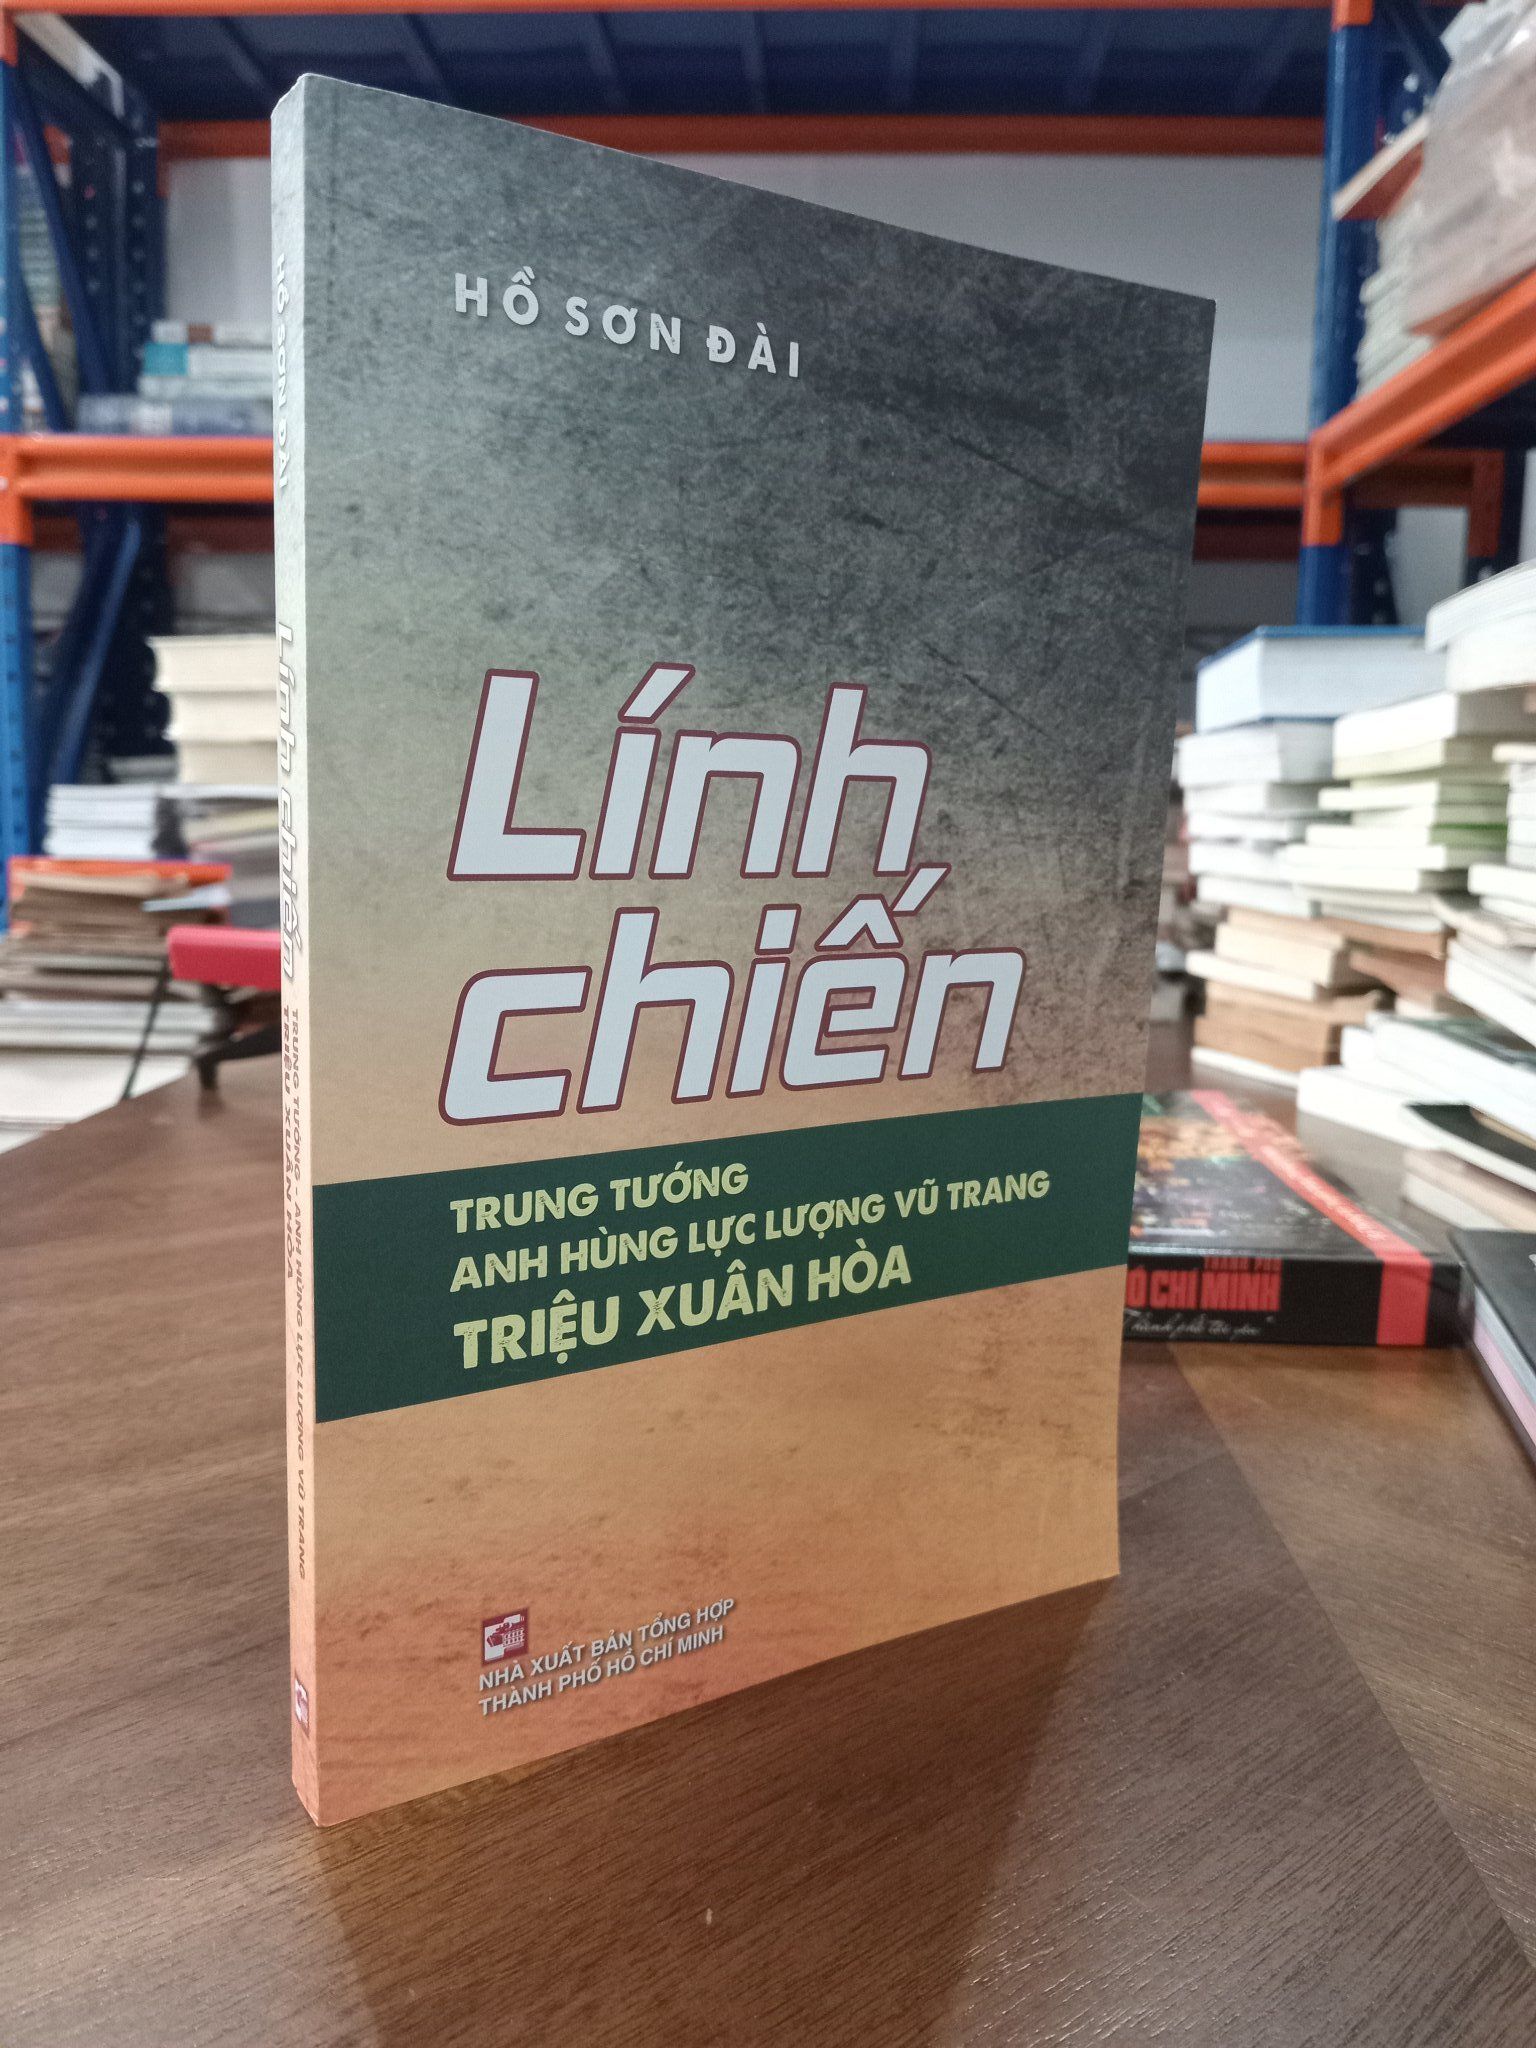 HỒ SƠN ĐÀI
Lính
chiến
TRUNG TƯỚNG
ANH HÙNG LỰC LƯỢNG VŨ TRANG
TRIỆU XUÂN HÒA
NHÀ XUẤT BẢN TỔNG HỢP
THÀNH PHỐ HỒ CHÍ MINH
HỒ SƠN ĐÀI
Lính chiến
TRUNG TƯỚNG - ANH HÙNG LỰC LƯỢNG VŨ TRANG
TRIỆU XUÂN HÒA
THÀNH PHỐ
Ồ CHÍ MINH